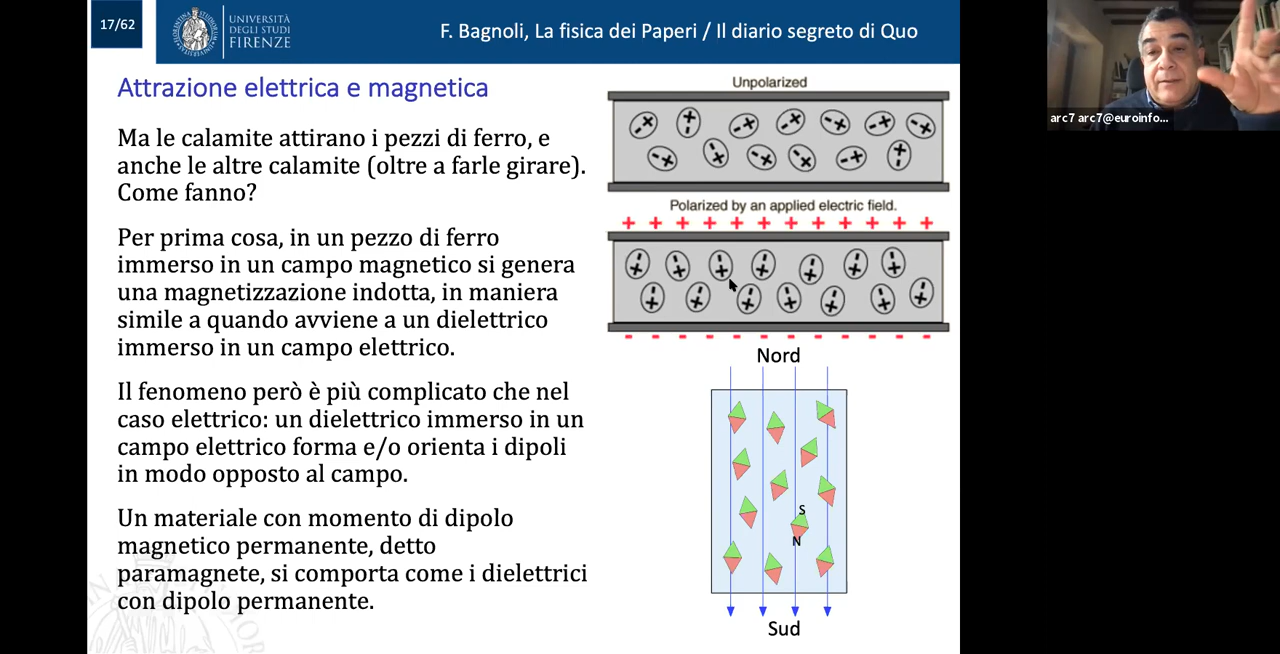 17/62
UNIVERSITÀ
DEGLI STUDI
FIRENZE
F. Bagnoli, La fisica dei Paperi / Il diario segreto di Quo
Attrazione elettrica e magnetica
Ma le calamite attirano i pezzi di ferro, e
anche le altre calamite (oltre a farle girare).
Come fanno?
Per prima cosa, in un pezzo di ferro
immerso in un campo magnetico si genera
una magnetizzazione indotta, in maniera
simile a quando avviene a un dielettrico
immerso in un campo elettrico.
Il fenomeno però è più complicato che nel
caso elettrico: un dielettrico immerso in un
campo elettrico forma e/o orienta i dipoli
in modo opposto al campo.
Un materiale con momento di dipolo
magnetico permanente, detto
paramagnete, si comporta come i dielettrici
con dipolo permanente.
Unpolarized
Polarized by an applied electric field.
+ + + + + + + + + + + +
- - - - - - - - - - - -
Nord
S
N
Sud
arc7 arc7@euroinfo...